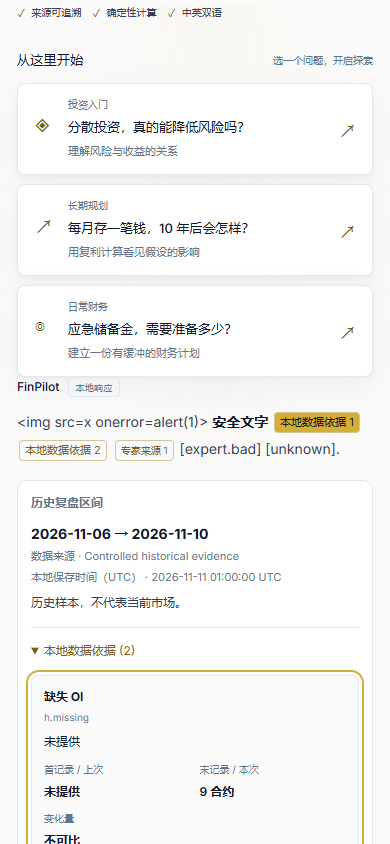 ✓ 来源可追溯 ✓ 确定性计算 ✓ 中英双语
从这里开始 选一个问题，开启探索
投资入门
分散投资，真的能降低风险吗？
理解风险与收益的关系
长期规划
每月存一笔钱，10 年后会怎样？
用复利计算看见假设的影响
日常财务
应急储备金，需要准备多少？
建立一份有缓冲的财务计划
FinPilot 本地响应
<img src=x onerror=alert(1)> 安全文字 本地数据依据 1
本地数据依据 2 专家来源 1 [expert.bad] [unknown].
历史复盘区间
2026-11-06 → 2026-11-10
数据来源 · Controlled historical evidence
本地保存时间（UTC） · 2026-11-11 01:00:00 UTC
历史样本，不代表当前市场。
▼ 本地数据依据 (2)
缺失 OI
h.missing
未提供
首记录 / 上次 末记录 / 本次
未提供 9 合约
变化量
不可比